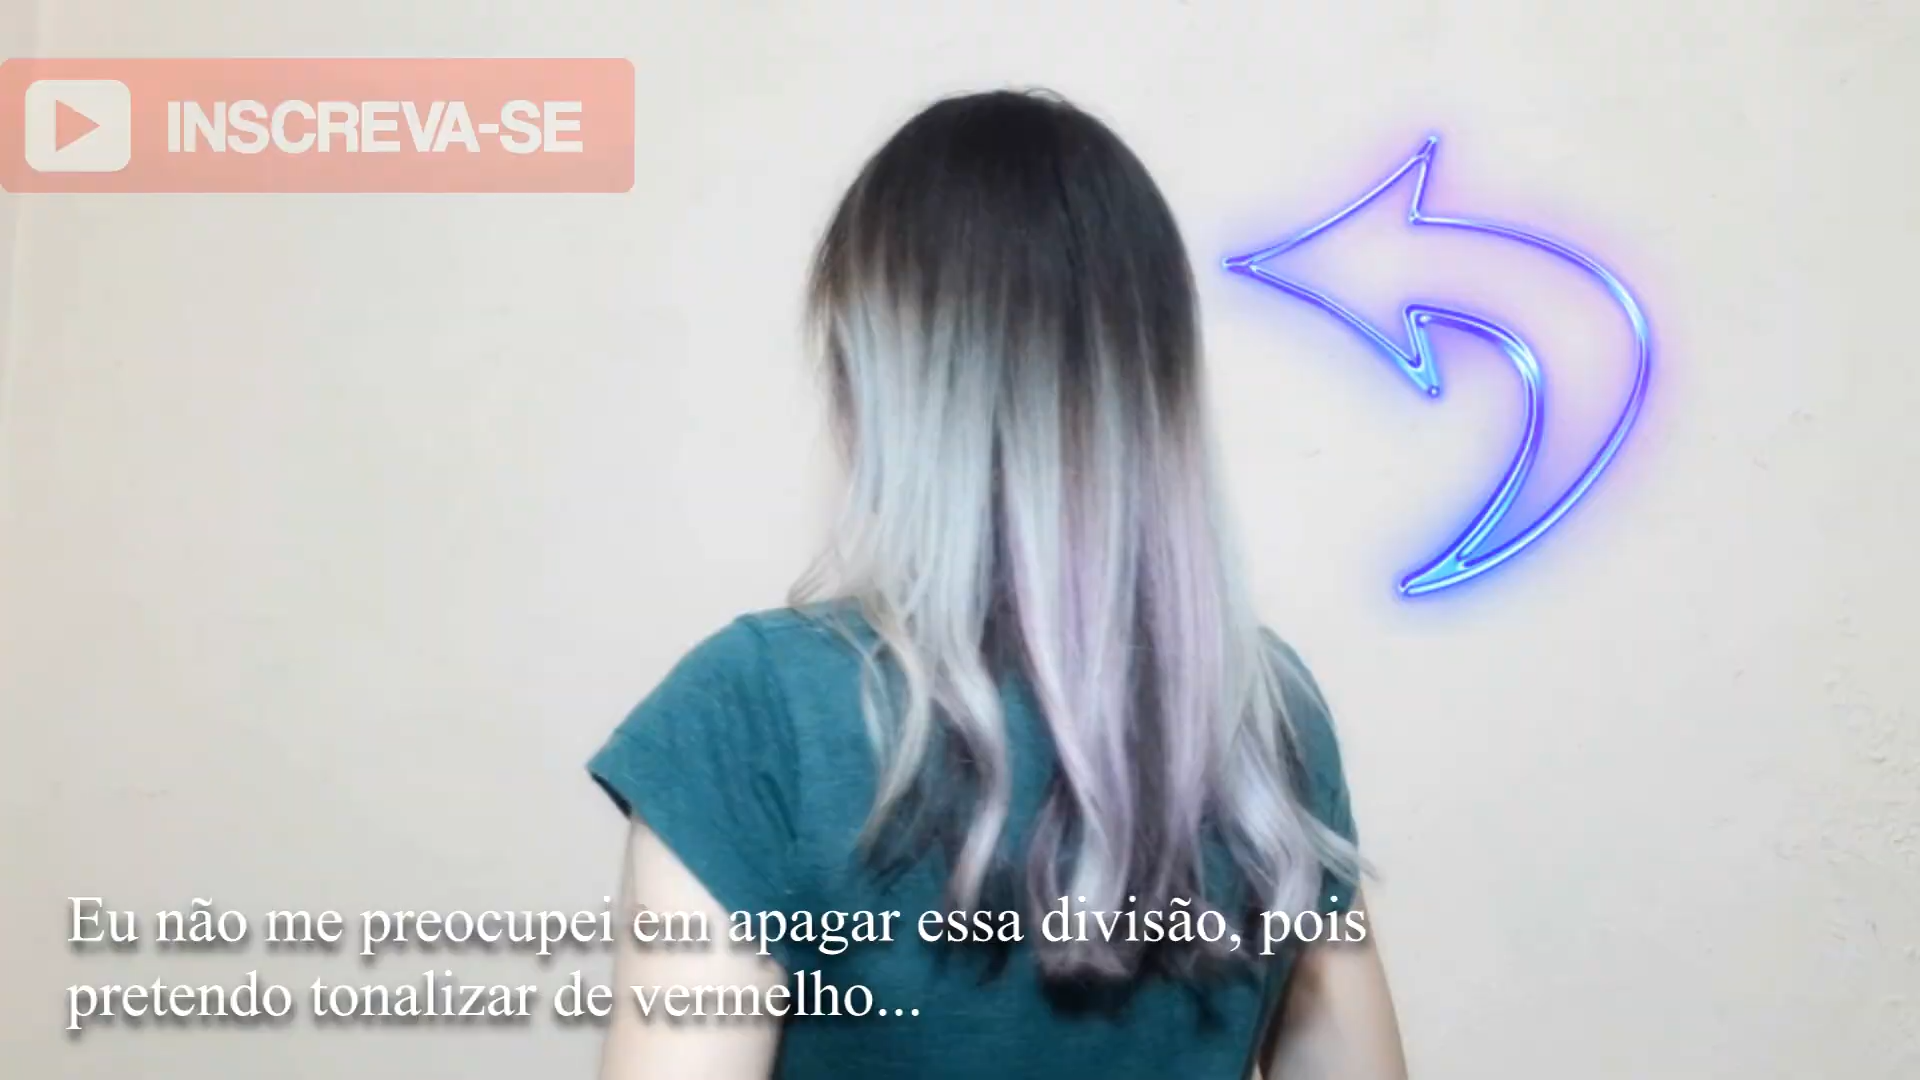 INSCREVA-SE
Eu não me preocupei em apagar essa divisão, pois
pretendo tonalizar de vermelho...